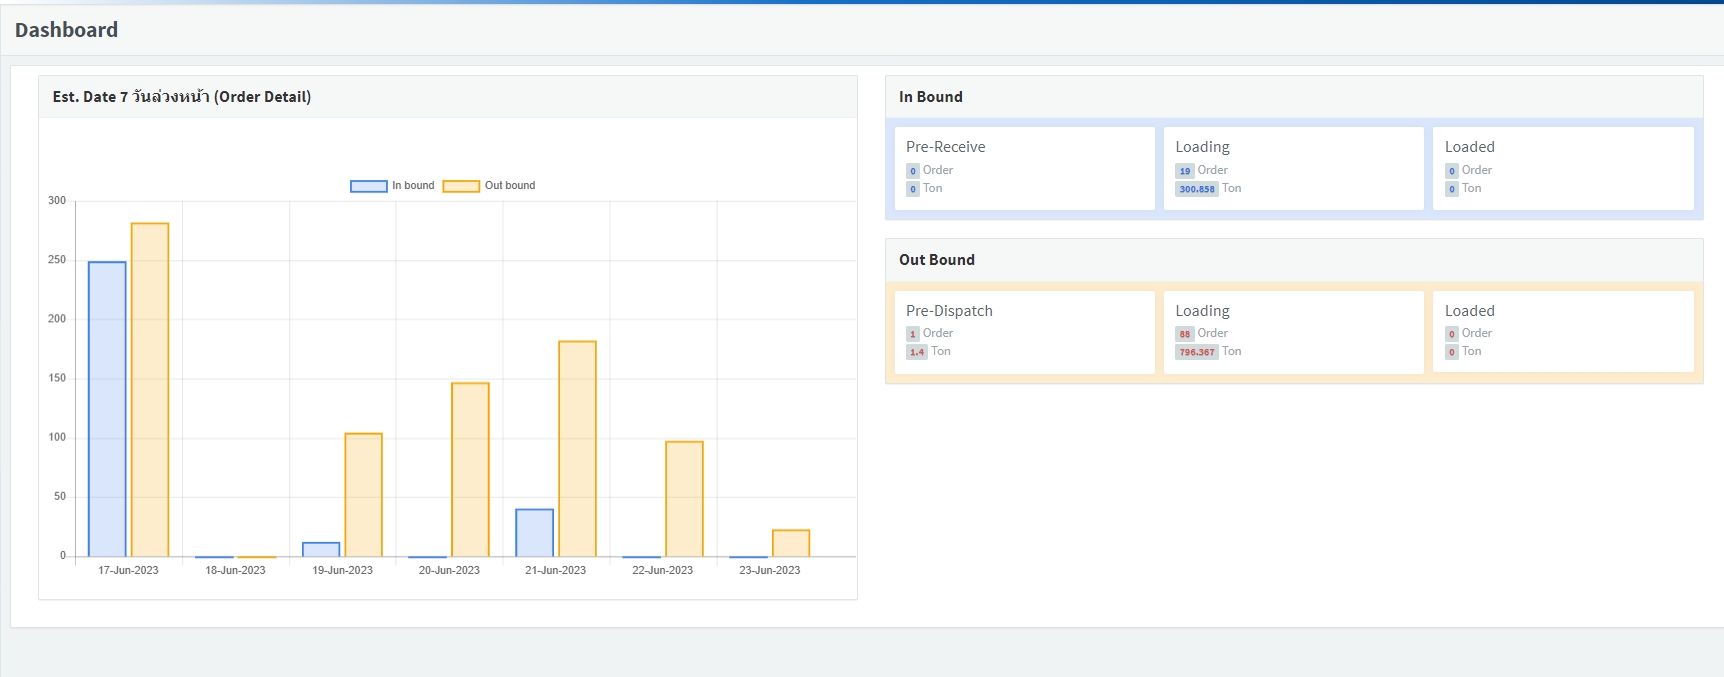 Dashboard
Est. Date 7 วันล่วงหน้า (Order Detail)
In bound Out bound
300
250
200
150
100
50
0
17-Jun-2023 18-Jun-2023 19-Jun-2023 20-Jun-2023 21-Jun-2023 22-Jun-2023 23-Jun-2023
In Bound
Pre-Receive
0 Order
0 Ton
Loading
19 Order
300.858 Ton
Loaded
0 Order
0 Ton
Out Bound
Pre-Dispatch
1 Order
1.4 Ton
Loading
88 Order
796.367 Ton
Loaded
0 Order
0 Ton